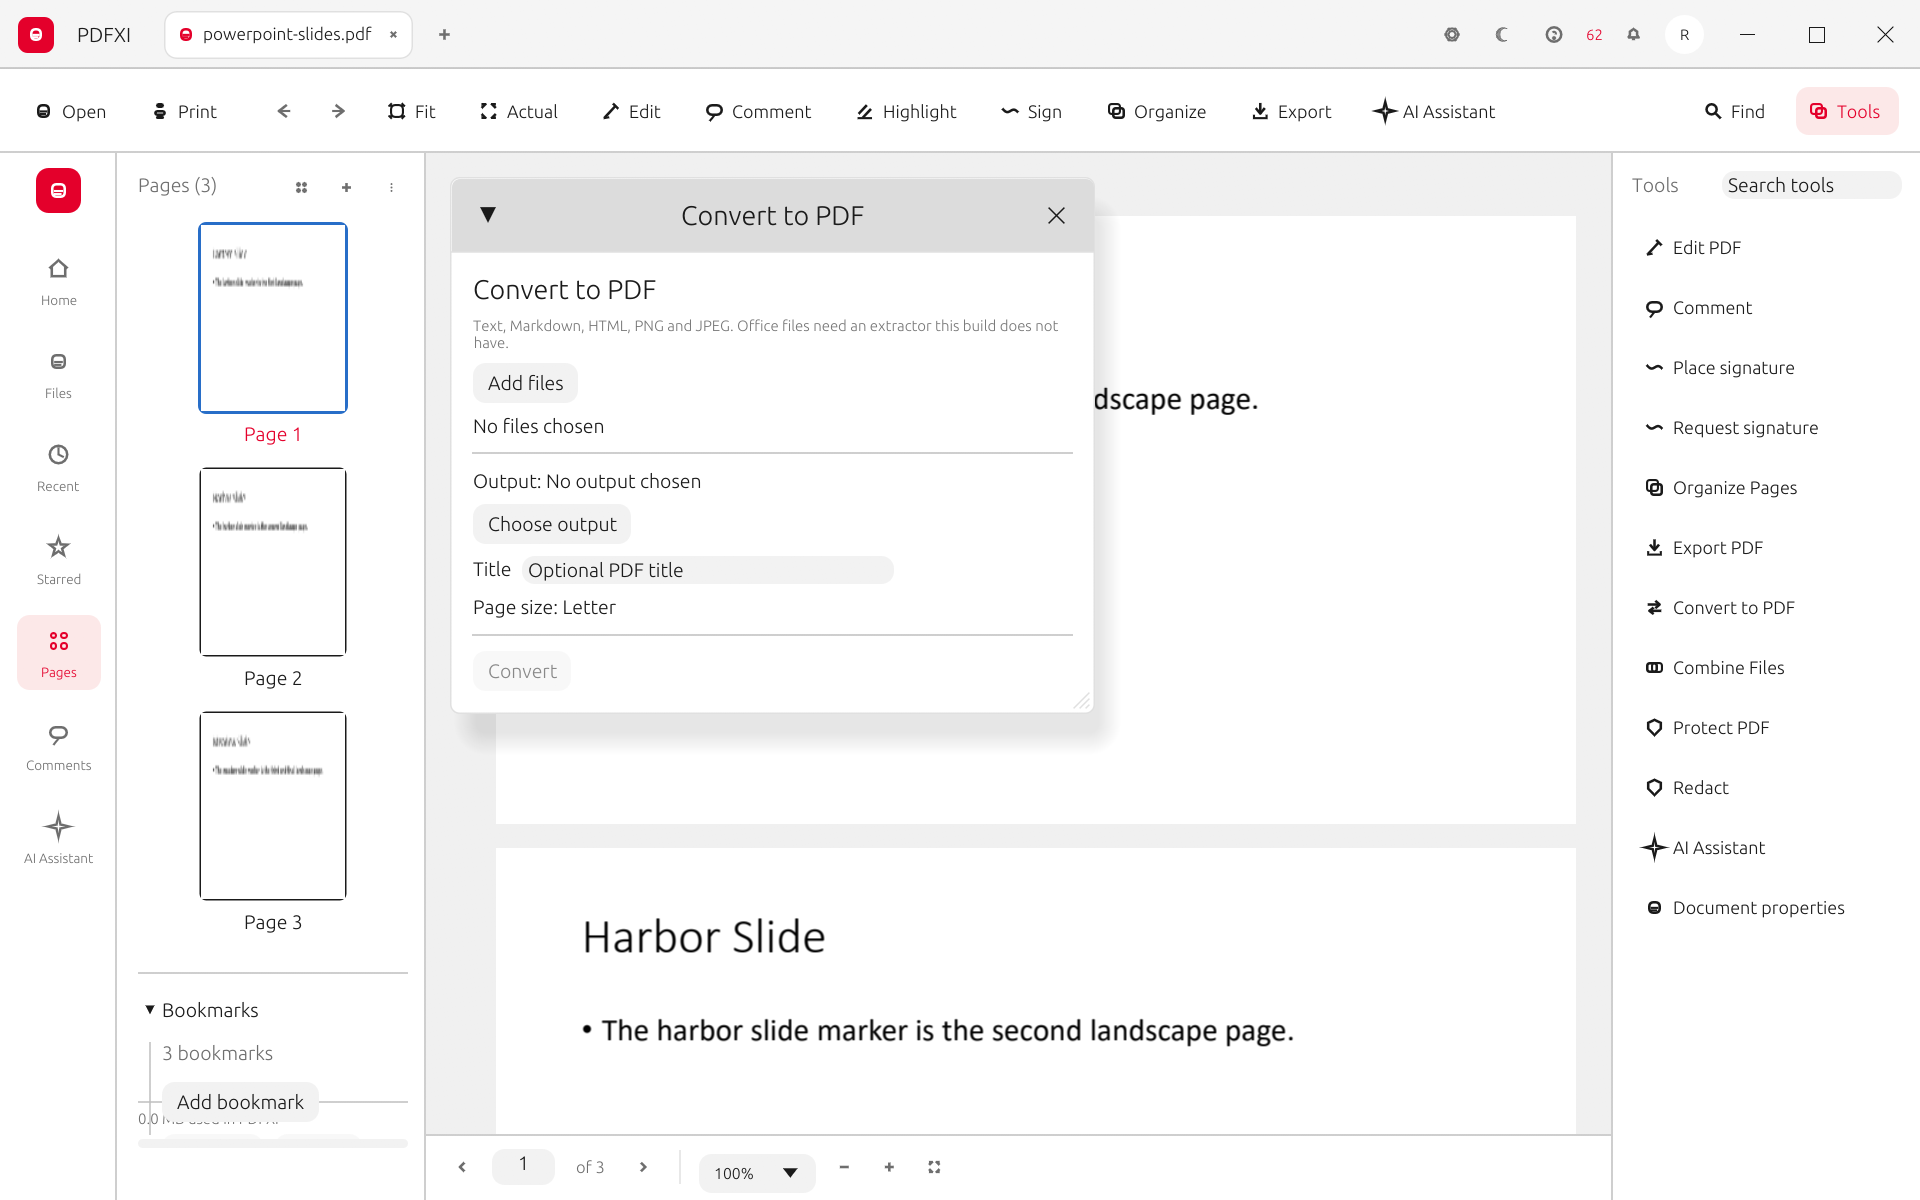 PDFXI
powerpoint-slides.pdf
62
R
Open
Print
Fit
Actual
Edit
Comment
Highlight
Sign
Organize
Export
AI Assistant
Find
Tools
Home
Files
Recent
Starred
Pages
Comments
AI Assistant
Pages (3)
Page 1
Page 2
Page 3
Bookmarks
3 bookmarks
Add bookmark
0.0
Convert to PDF
Convert to PDF
Text, Markdown, HTML, PNG and JPEG. Office files need an extractor this build does not
have.
Add files
No files chosen
Output: No output chosen
Choose output
Title
Optional PDF title
Page size: Letter
Convert
dscape page.
Harbor Slide
• The harbor slide marker is the second landscape page.
1
of 3
100%
Tools
Search tools
Edit PDF
Comment
Place signature
Request signature
Organize Pages
Export PDF
Convert to PDF
Combine Files
Protect PDF
Redact
AI Assistant
Document properties